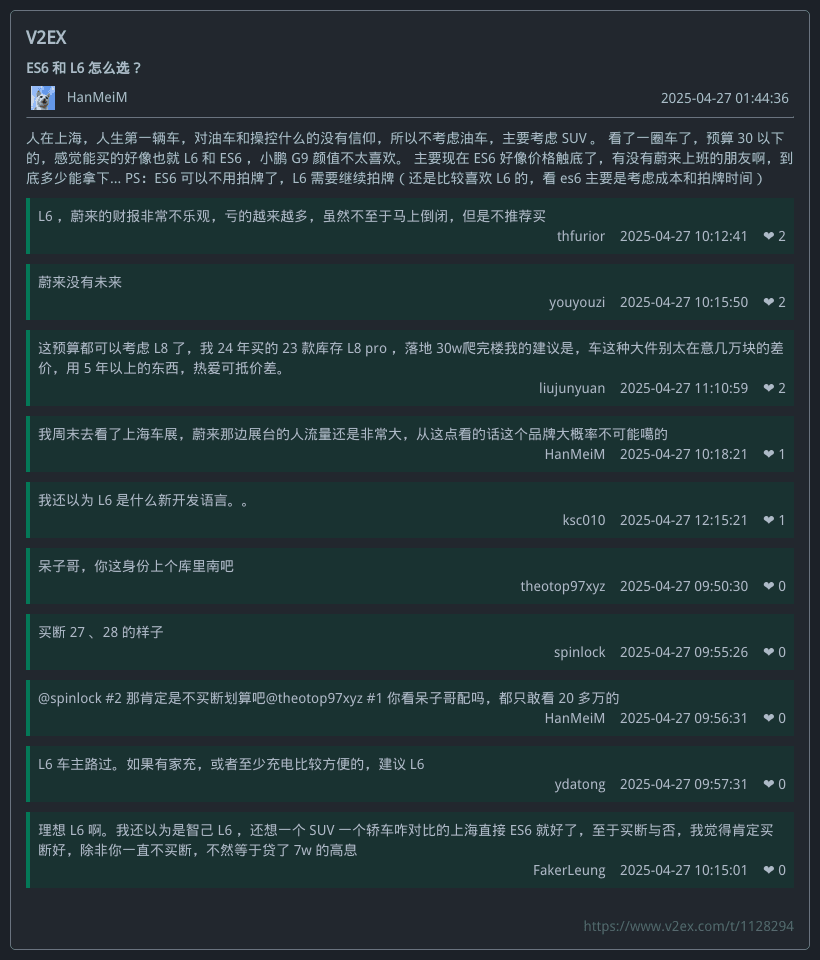 V2EX
ES6 和 L6 怎么选？
HanMeiM 2025-04-27 01:44:36
人在上海，人生第一辆车，对油车和操控什么的没有信仰，所以不考虑油车，主要考虑 SUV 。 看了一圈车了，预算 30 以下
的，感觉能买的好像也就 L6 和 ES6 ，小鹏 G9 颜值不太喜欢。 主要现在 ES6 好像价格触底了，有没有蔚来上班的朋友啊，到
底多少能拿下... PS：ES6 可以不用拍牌了，L6 需要继续拍牌（ 还是比较喜欢 L6 的，看 es6 主要是考虑成本和拍牌时间 ）
L6 ，蔚来的财报非常不乐观，亏的越来越多，虽然不至于马上倒闭，但是不推荐买
thfurior 2025-04-27 10:12:41 ❤ 2
蔚来没有未来
youyouzi 2025-04-27 10:15:50 ❤ 2
这预算都可以考虑 L8 了，我 24 年买的 23 款库存 L8 pro ，落地 30w爬完楼我的建议是，车这种大件别太在意几万块的差
价，用 5 年以上的东西，热爱可抵价差。
liujunyuan 2025-04-27 11:10:59 ❤ 2
我周末去看了上海车展，蔚来那边展台的人流量还是非常大，从这点看的话这个品牌大概率不可能噶的
HanMeiM 2025-04-27 10:18:21 ❤ 1
我还以为 L6 是什么新开发语言。。
ksc010 2025-04-27 12:15:21 ❤ 1
呆子哥，你这身份上个库里南吧
theotop97xyz 2025-04-27 09:50:30 ❤ 0
买断 27 、28 的样子
spinlock 2025-04-27 09:55:26 ❤ 0
@spinlock #2 那肯定是不买断划算吧@theotop97xyz #1 你看呆子哥配吗，都只敢看 20 多万的
HanMeiM 2025-04-27 09:56:31 ❤ 0
L6 车主路过。如果有家充，或者至少充电比较方便的，建议 L6
ydatong 2025-04-27 09:57:31 ❤ 0
理想 L6 啊。我还以为是智己 L6 ，还想一个 SUV 一个轿车咋对比的上海直接 ES6 就好了，至于买断与否，我觉得肯定买
断好，除非你一直不买断，不然等于贷了 7w 的高息
FakerLeung 2025-04-27 10:15:01 ❤ 0
https://www.v2ex.com/t/1128294